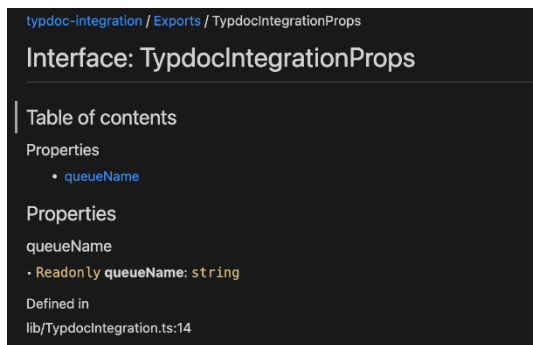 typdoc-integration / Exports / TypdocIntegrationProps
Interface: TypdocIntegrationProps
Table of contents
Properties
• queueName
Properties
queueName
• Readonly queueName: string
Defined in
lib/TypdocIntegration.ts:14